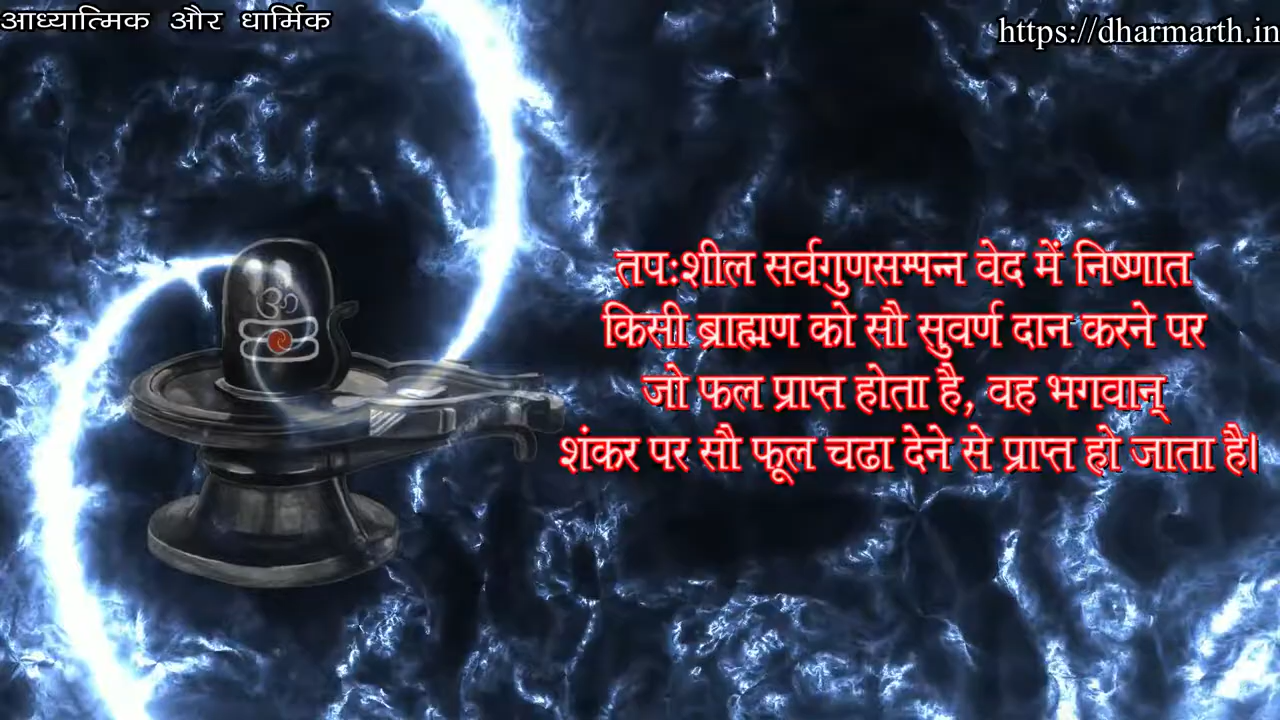 आध्यात्मिक और धार्मिक
https://dharmarth.in
तप:शील सर्वगुणसम्पन्न वेद में निष्णात
किसी ब्राह्मण को सौ सुवर्ण दान करने पर
जो फल प्राप्त होता है, वह भगवान्
शंकर पर सौ फूल चढा देने से प्राप्त हो जाता है।
ॐ